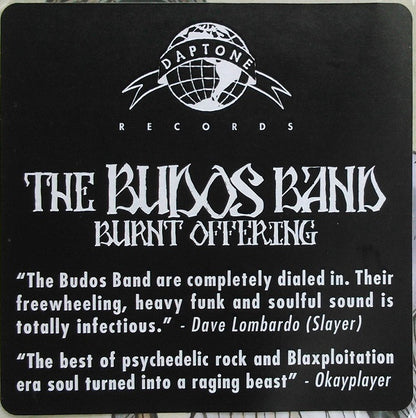 DAPTONE
RECORDS
THE BUDOS BAND
BURNT OFFERING
“The Budos Band are completely dialed in. Their
freewheeling, heavy funk and soulful sound is
totally infectious.” - Dave Lombardo (Slayer)
“The best of psychedelic rock and Blaxploitation
era soul turned into a raging beast” - Okayplayer